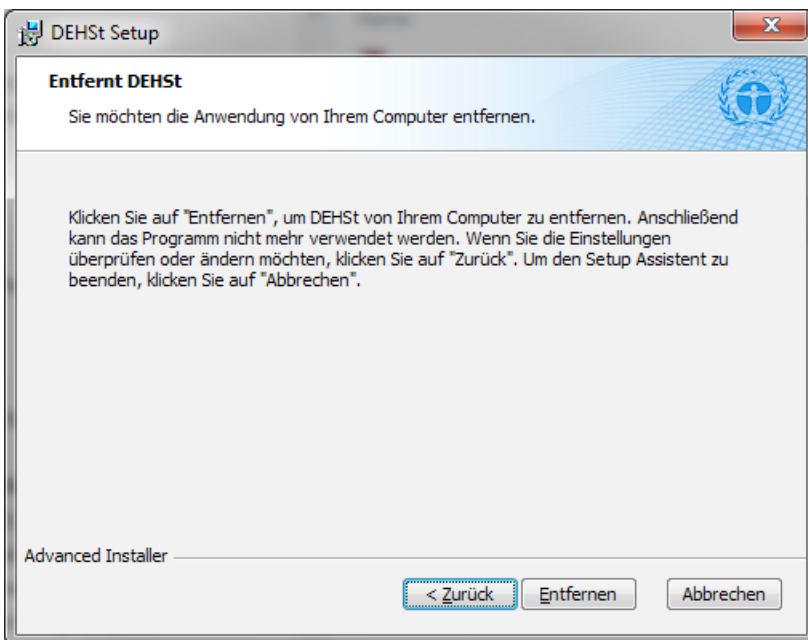 DEHSt Setup
Entfernt DEHSt
Sie möchten die Anwendung von Ihrem Computer entfernen.
Klicken Sie auf "Entfernen", um DEHSt von Ihrem Computer zu entfernen. Anschließend
kann das Programm nicht mehr verwendet werden. Wenn Sie die Einstellungen
überprüfen oder ändern möchten, klicken Sie auf "Zurück". Um den Setup Assistent zu
beenden, klicken Sie auf "Abbrechen".
Advanced Installer
< Zurück Entfernen Abbrechen